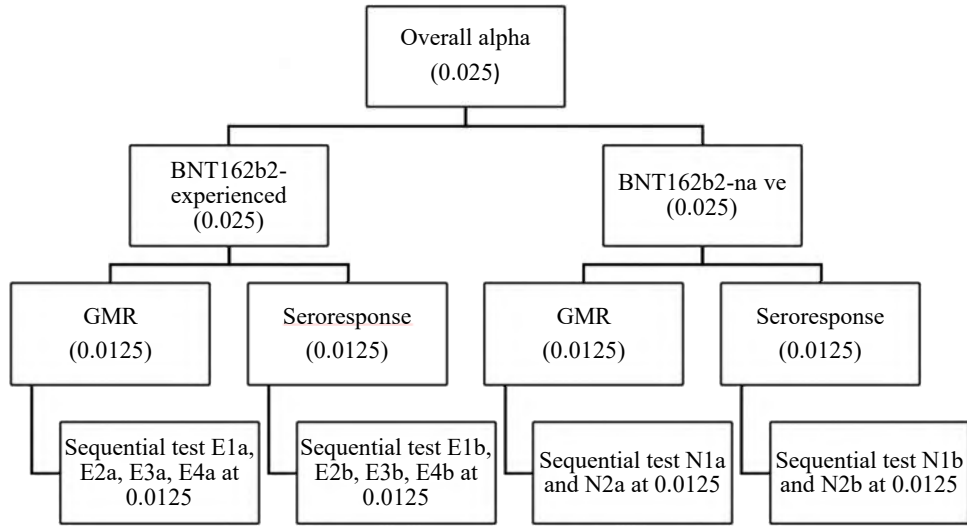 Overall alpha
(0.025)
BNT162b2-
experienced
(0.025)
BNT162b2-na ve
(0.025)
GMR
(0.0125)
Seroresponse
(0.0125)
GMR
(0.0125)
Seroresponse
(0.0125)
Sequential test E1a,
E2a, E3a, E4a at
0.0125
Sequential test E1b,
E2b, E3b, E4b at
0.0125
Sequential test N1a
and N2a at 0.0125
Sequential test N1b
and N2b at 0.0125